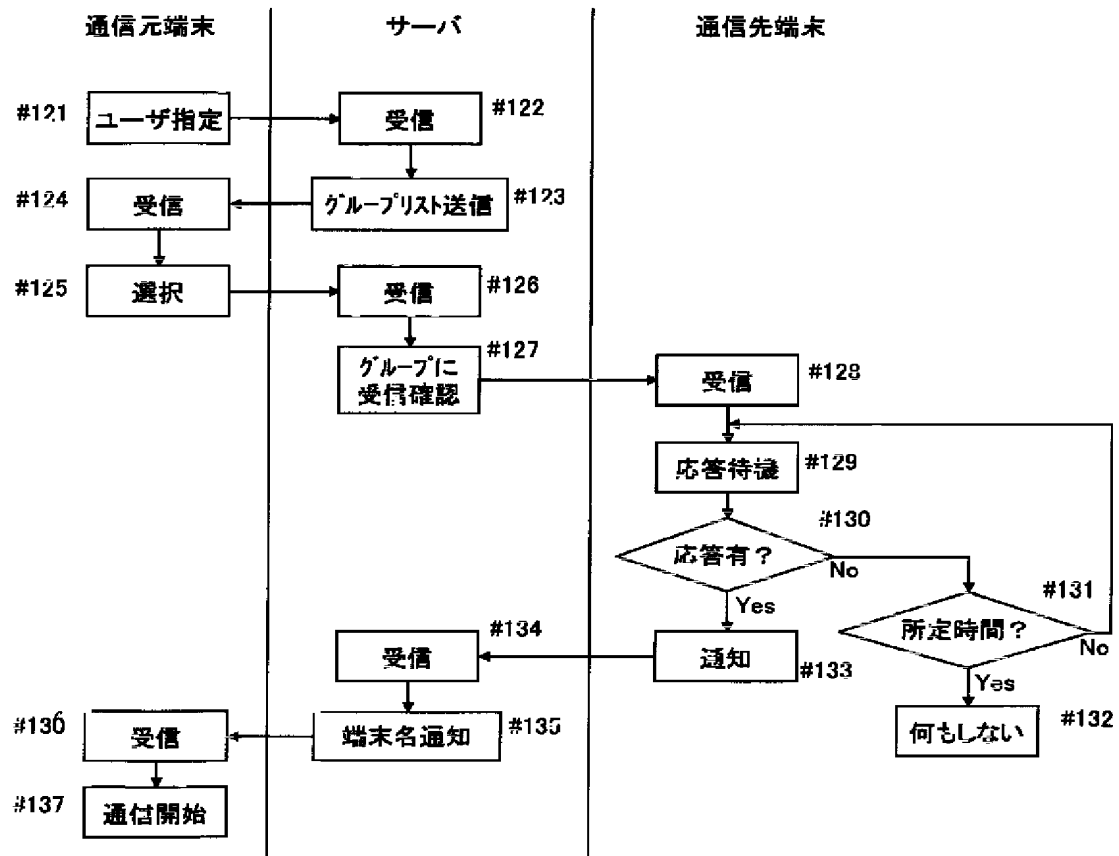 通信元端末
サーバ
通信先端末
#121
ユーザ指定
受信
#122
グループリスト送信
#123
#124
受信
#125
選択
受信
#126
グループに
受信確認
#127
受信
#128
応答待機
#129
応答有?
#130
No
Yes
所定時間?
#131
No
Yes
何もしない
#132
通知
#133
受信
#134
端末名通知
#135
#136
受信
#137
通信開始